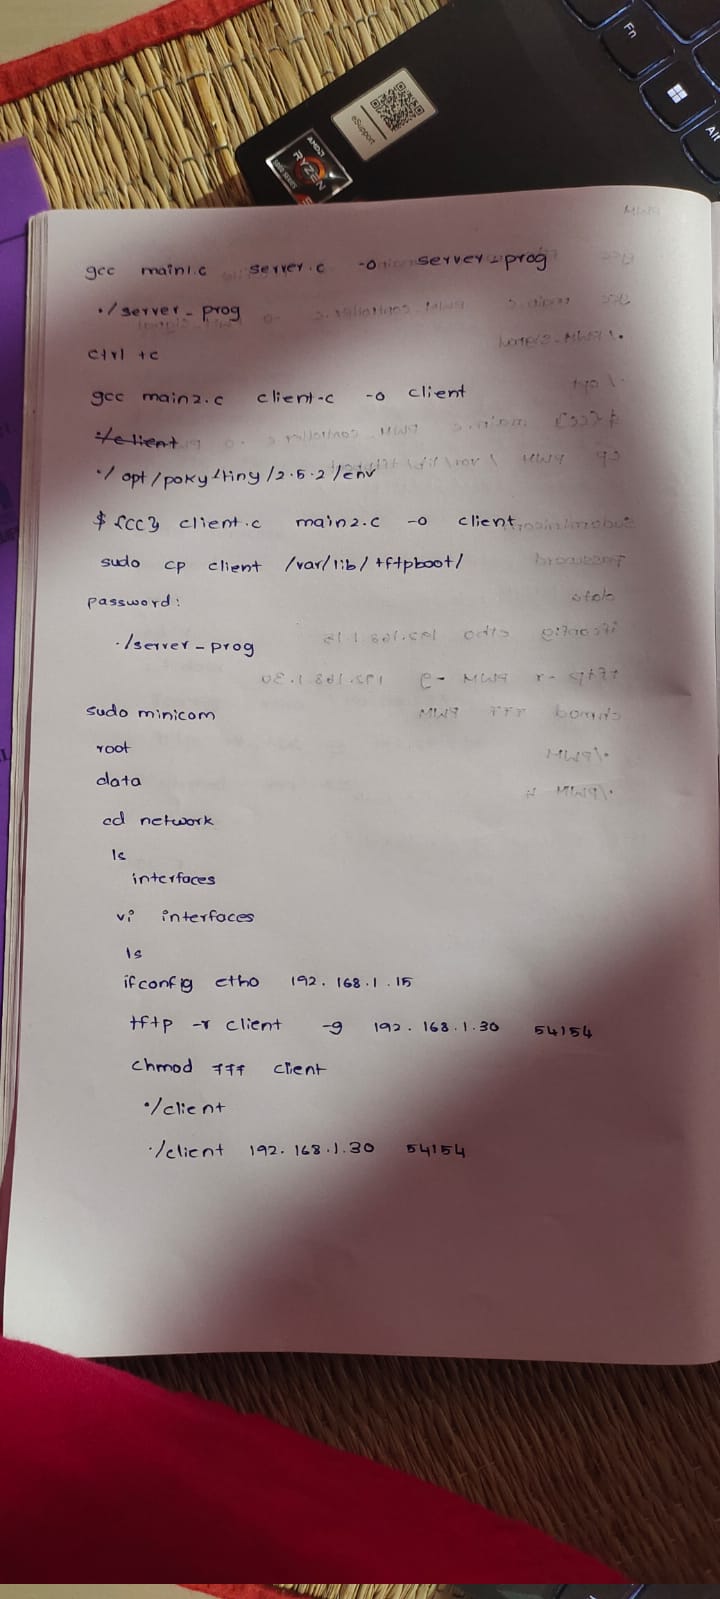 Fn
Alt
eSupport
AMD
RYZEN
gcc main1.c server.c -o server-prog
./server-prog
ctrl +c
gcc main2.c client-c -o client
./client
./opt/poky-tiny/2.5.2/env
$ {cc} client.c main2.c -o client
sudo cp client /var/lib/tftpboot/
password:
./server-prog
sudo minicom
root
data
cd network
ls
interfaces
vi interfaces
ls
ifconfig etho 192.168.1.15
tftp -r client -g 192.168.1.30 54154
chmod 777 client
./client
./client 192.168.1.30 54154